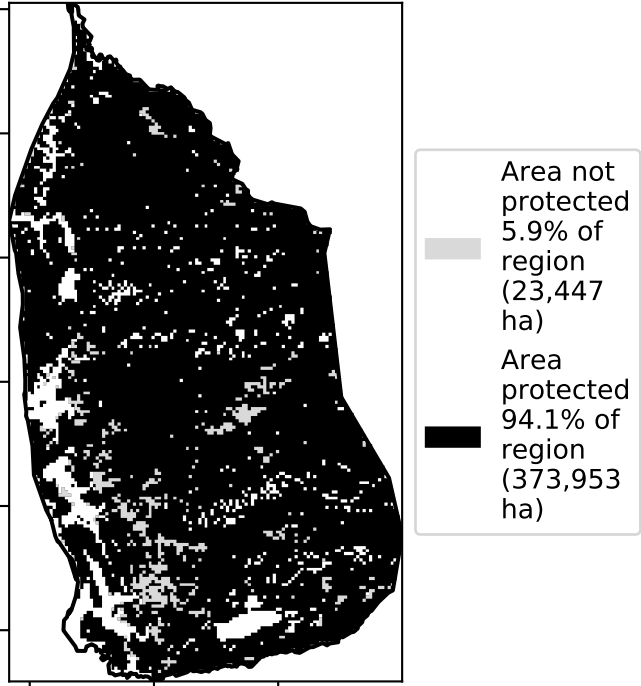 Area not
protected
5.9% of
region
(23,447
ha)
Area
protected
94.1% of
region
(373,953
ha)